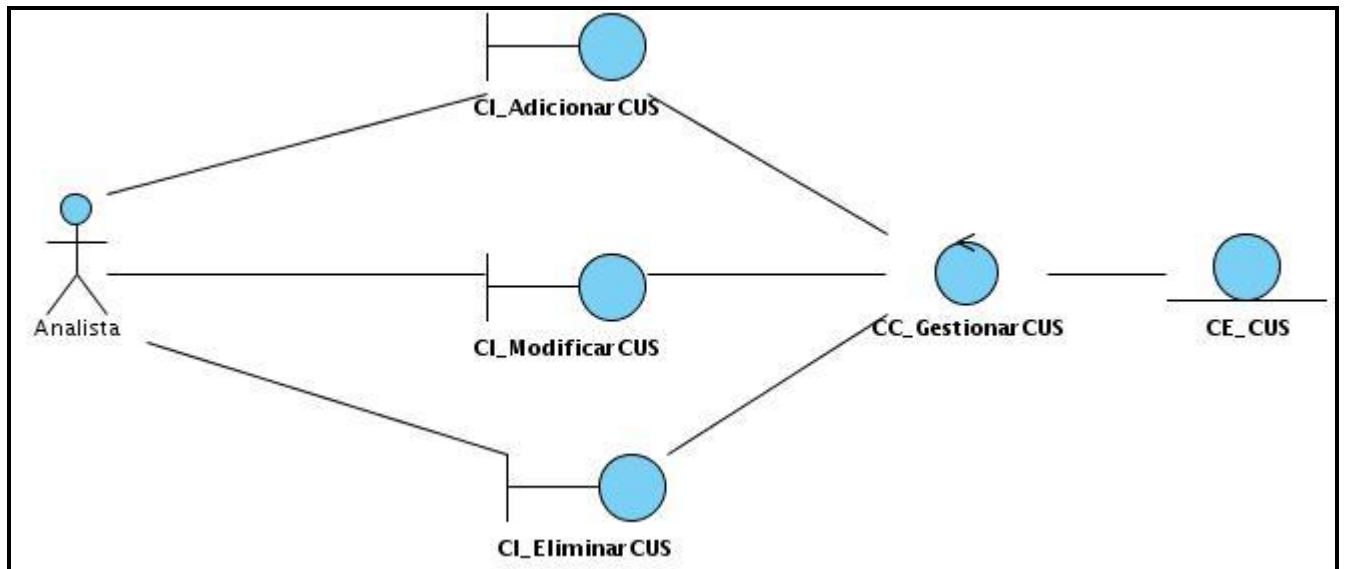 CI_AdicionarCUS
Analista
CI_ModificarCUS
CC_GestionarCUS
CE_CUS
CI_EliminarCUS